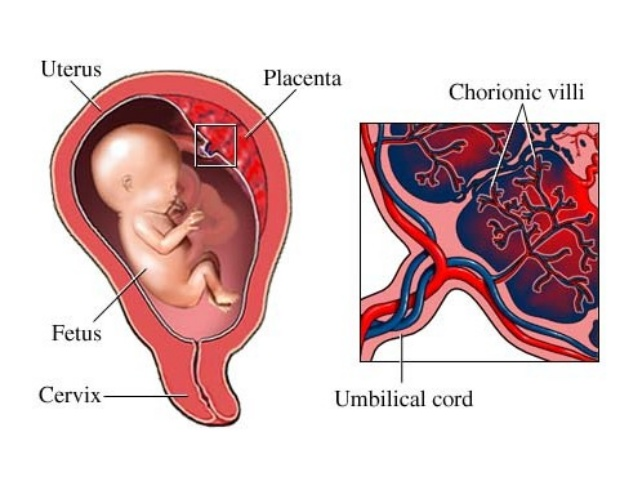 Uterus
Placenta
Chorionic villi
Fetus
Cervix
Umbilical cord